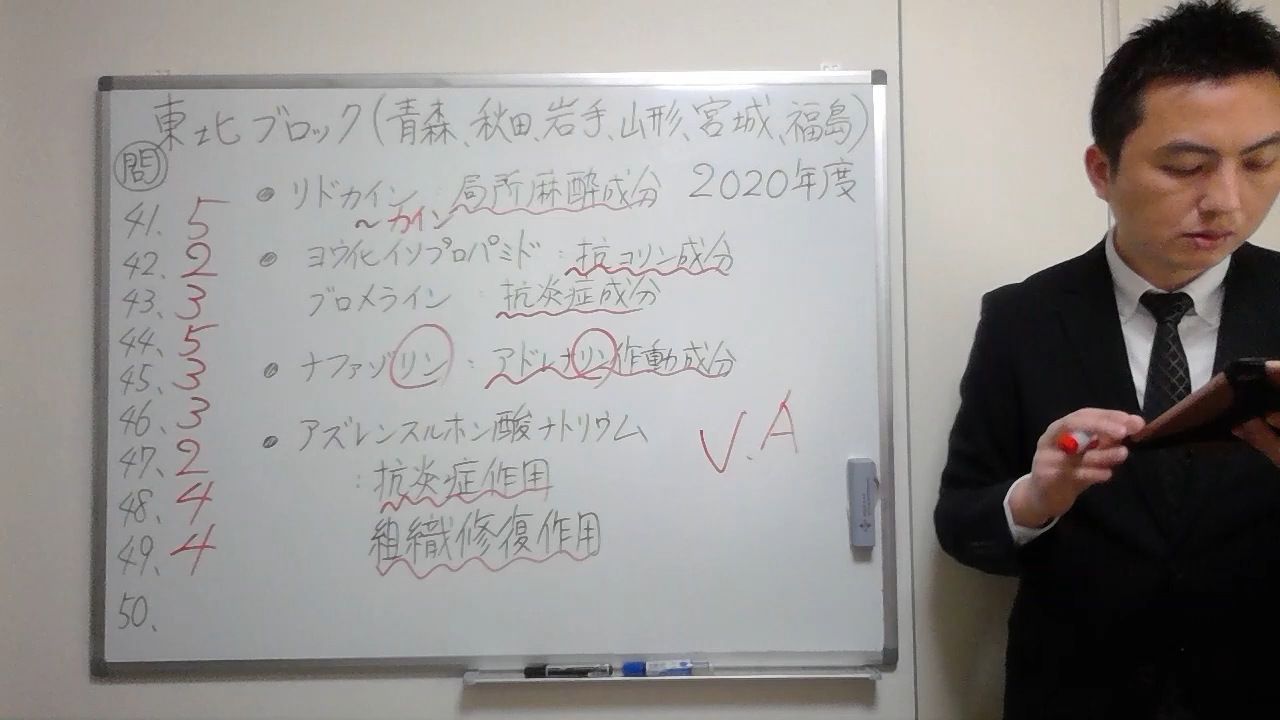 東北ブロック(青森、秋田、岩手、山形、宮城、福島)
2020年度
問
41. 5
42、2
43、3
44、5
45、3
46、3
47、2
48、4
49、4
50、
• リドカイン : 局所麻酔成分
~カイン
• ヨウ化イソプロパミド : 抗コリン成分
ブロメライン : 抗炎症成分
• ナファゾリン : アドレナリン作動成分
• アズレンスルホン酸ナトリウム
: 抗炎症作用
組織修復作用
V.A